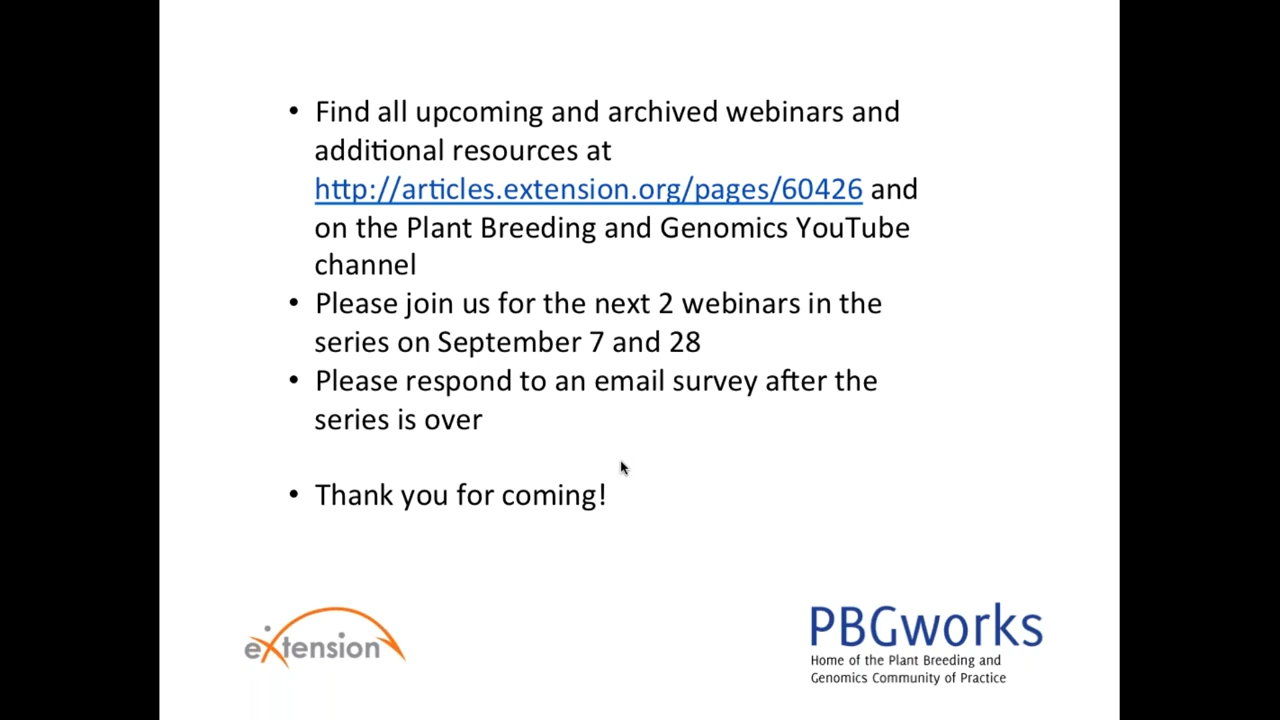 • Find all upcoming and archived webinars and
additional resources at
http://articles.extension.org/pages/60426 and
on the Plant Breeding and Genomics YouTube
channel
• Please join us for the next 2 webinars in the
series on September 7 and 28
• Please respond to an email survey after the
series is over
• Thank you for coming!
eXtension
PBGworks
Home of the Plant Breeding and
Genomics Community of Practice